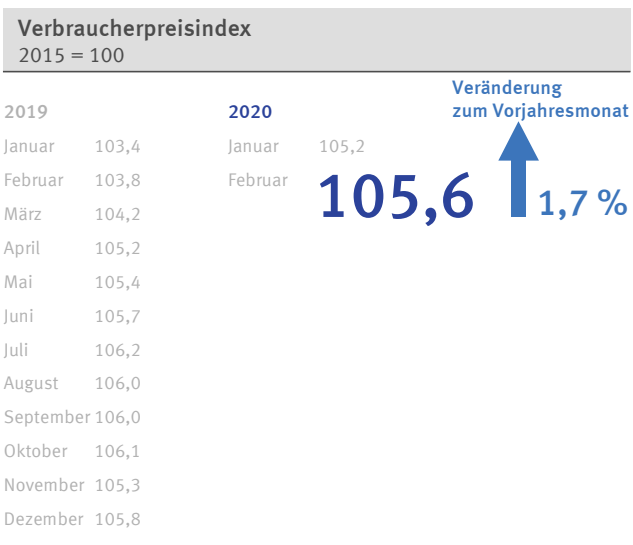 Verbraucherpreisindex
2015 = 100
Veränderung
zum Vorjahresmonat
2019
2020
Januar 103,4
Januar 105,2
Februar 103,8
Februar 105,6
1,7 %
März 104,2
April 105,2
Mai 105,4
Juni 105,7
Juli 106,2
August 106,0
September 106,0
Oktober 106,1
November 105,3
Dezember 105,8